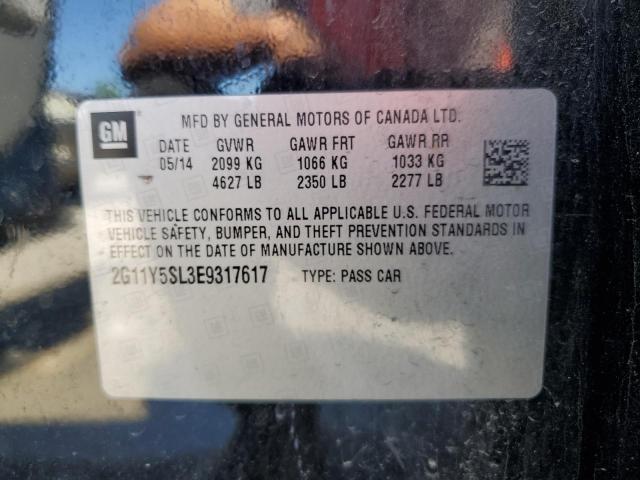 GM
MFD BY GENERAL MOTORS OF CANADA LTD.
DATE GVWR GAWR FRT GAWR RR
05/14 2099 KG 1066 KG 1033 KG
4627 LB 2350 LB 2277 LB
THIS VEHICLE CONFORMS TO ALL APPLICABLE U.S. FEDERAL MOTOR
VEHICLE SAFETY, BUMPER, AND THEFT PREVENTION STANDARDS IN
EFFECT ON THE DATE OF MANUFACTURE SHOWN ABOVE.
2G11Y5SL3E9317617 TYPE: PASS CAR